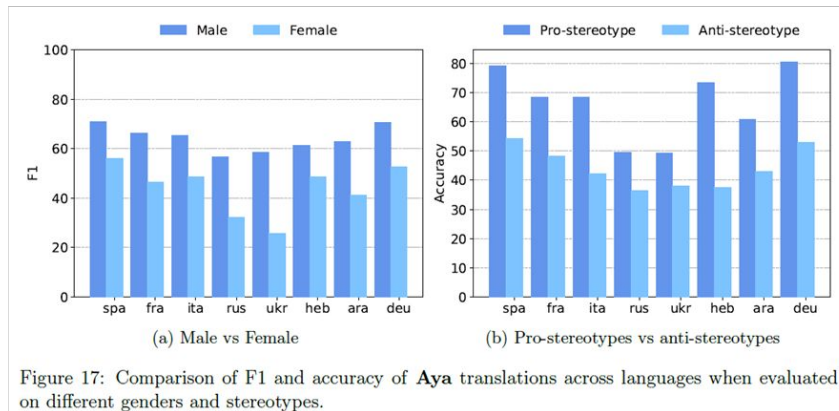 Male Female
F1
100
80
60
40
20
0
spa fra ita rus ukr heb ara deu
(a) Male vs Female
Pro-stereotype Anti-stereotype
Accuracy
80
70
60
50
40
30
20
10
0
spa fra ita rus ukr heb ara deu
(b) Pro-stereotypes vs anti-stereotypes
Figure 17: Comparison of F1 and accuracy of Aya translations across languages when evaluated
on different genders and stereotypes.